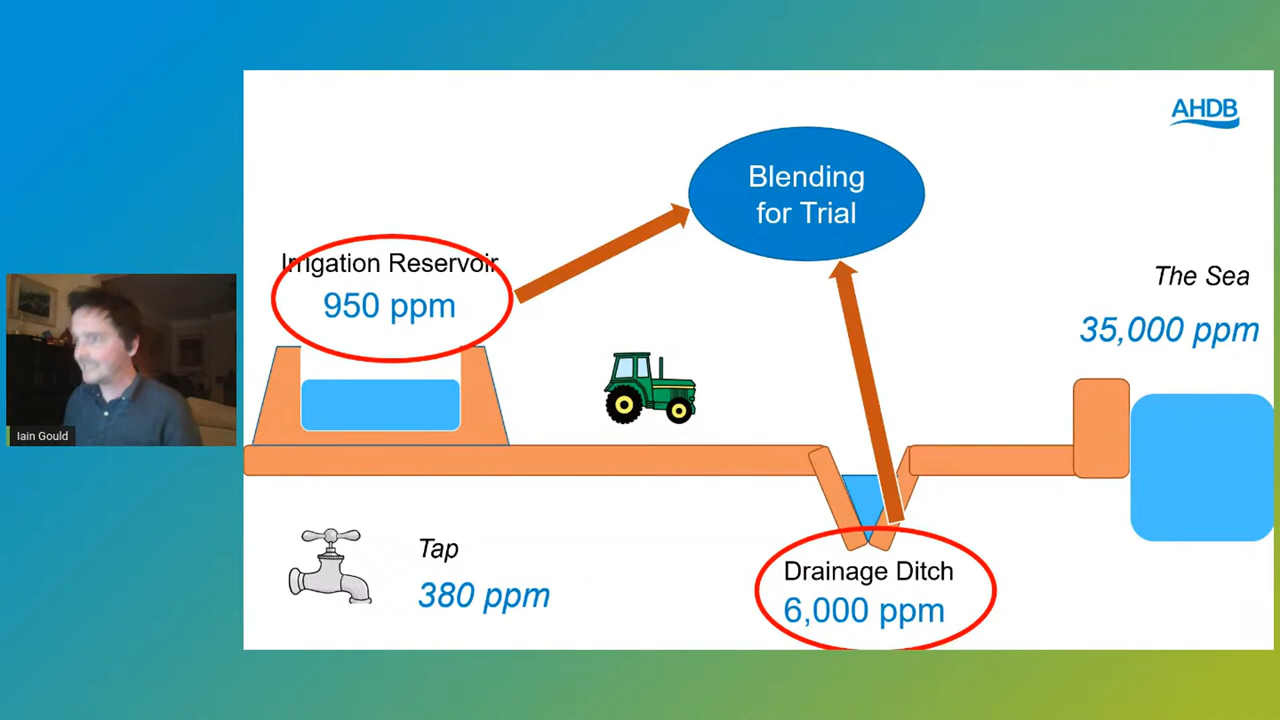 AHDB
Blending
for Trial
Irrigation Reservoir
950 ppm
The Sea
35,000 ppm
Iain Gould
Tap
380 ppm
Drainage Ditch
6,000 ppm